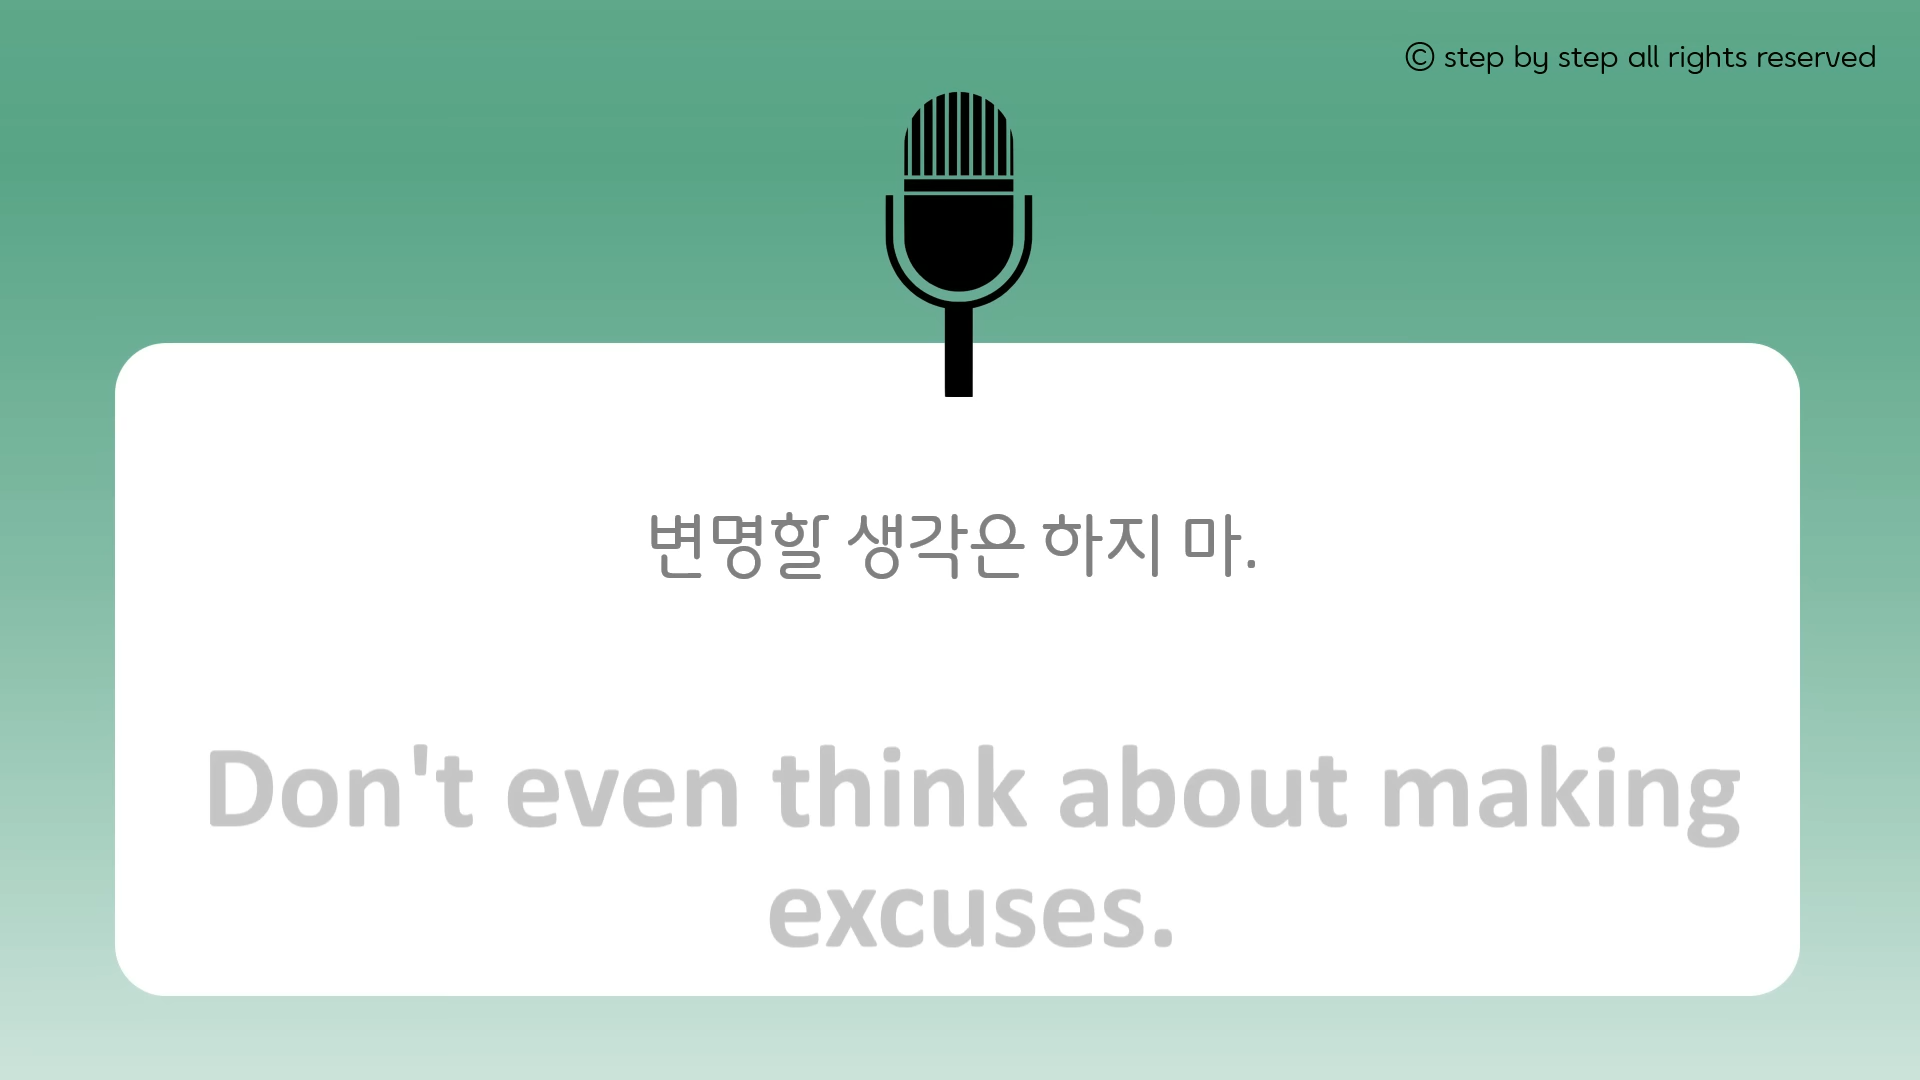 © step by step all rights reserved
변명할 생각은 하지 마.
Don't even think about making
excuses.